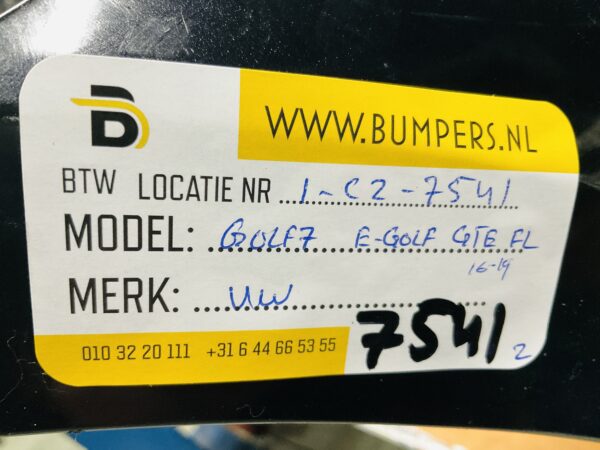 B
WWW.BUMPERS.NL
BTW LOCATIE NR 1-C2-7541
MODEL: GOLF7 E-GOLF GTE FL
16-19
MERK: VW
010 32 20 111 +31 6 44 66 53 55
7541 2